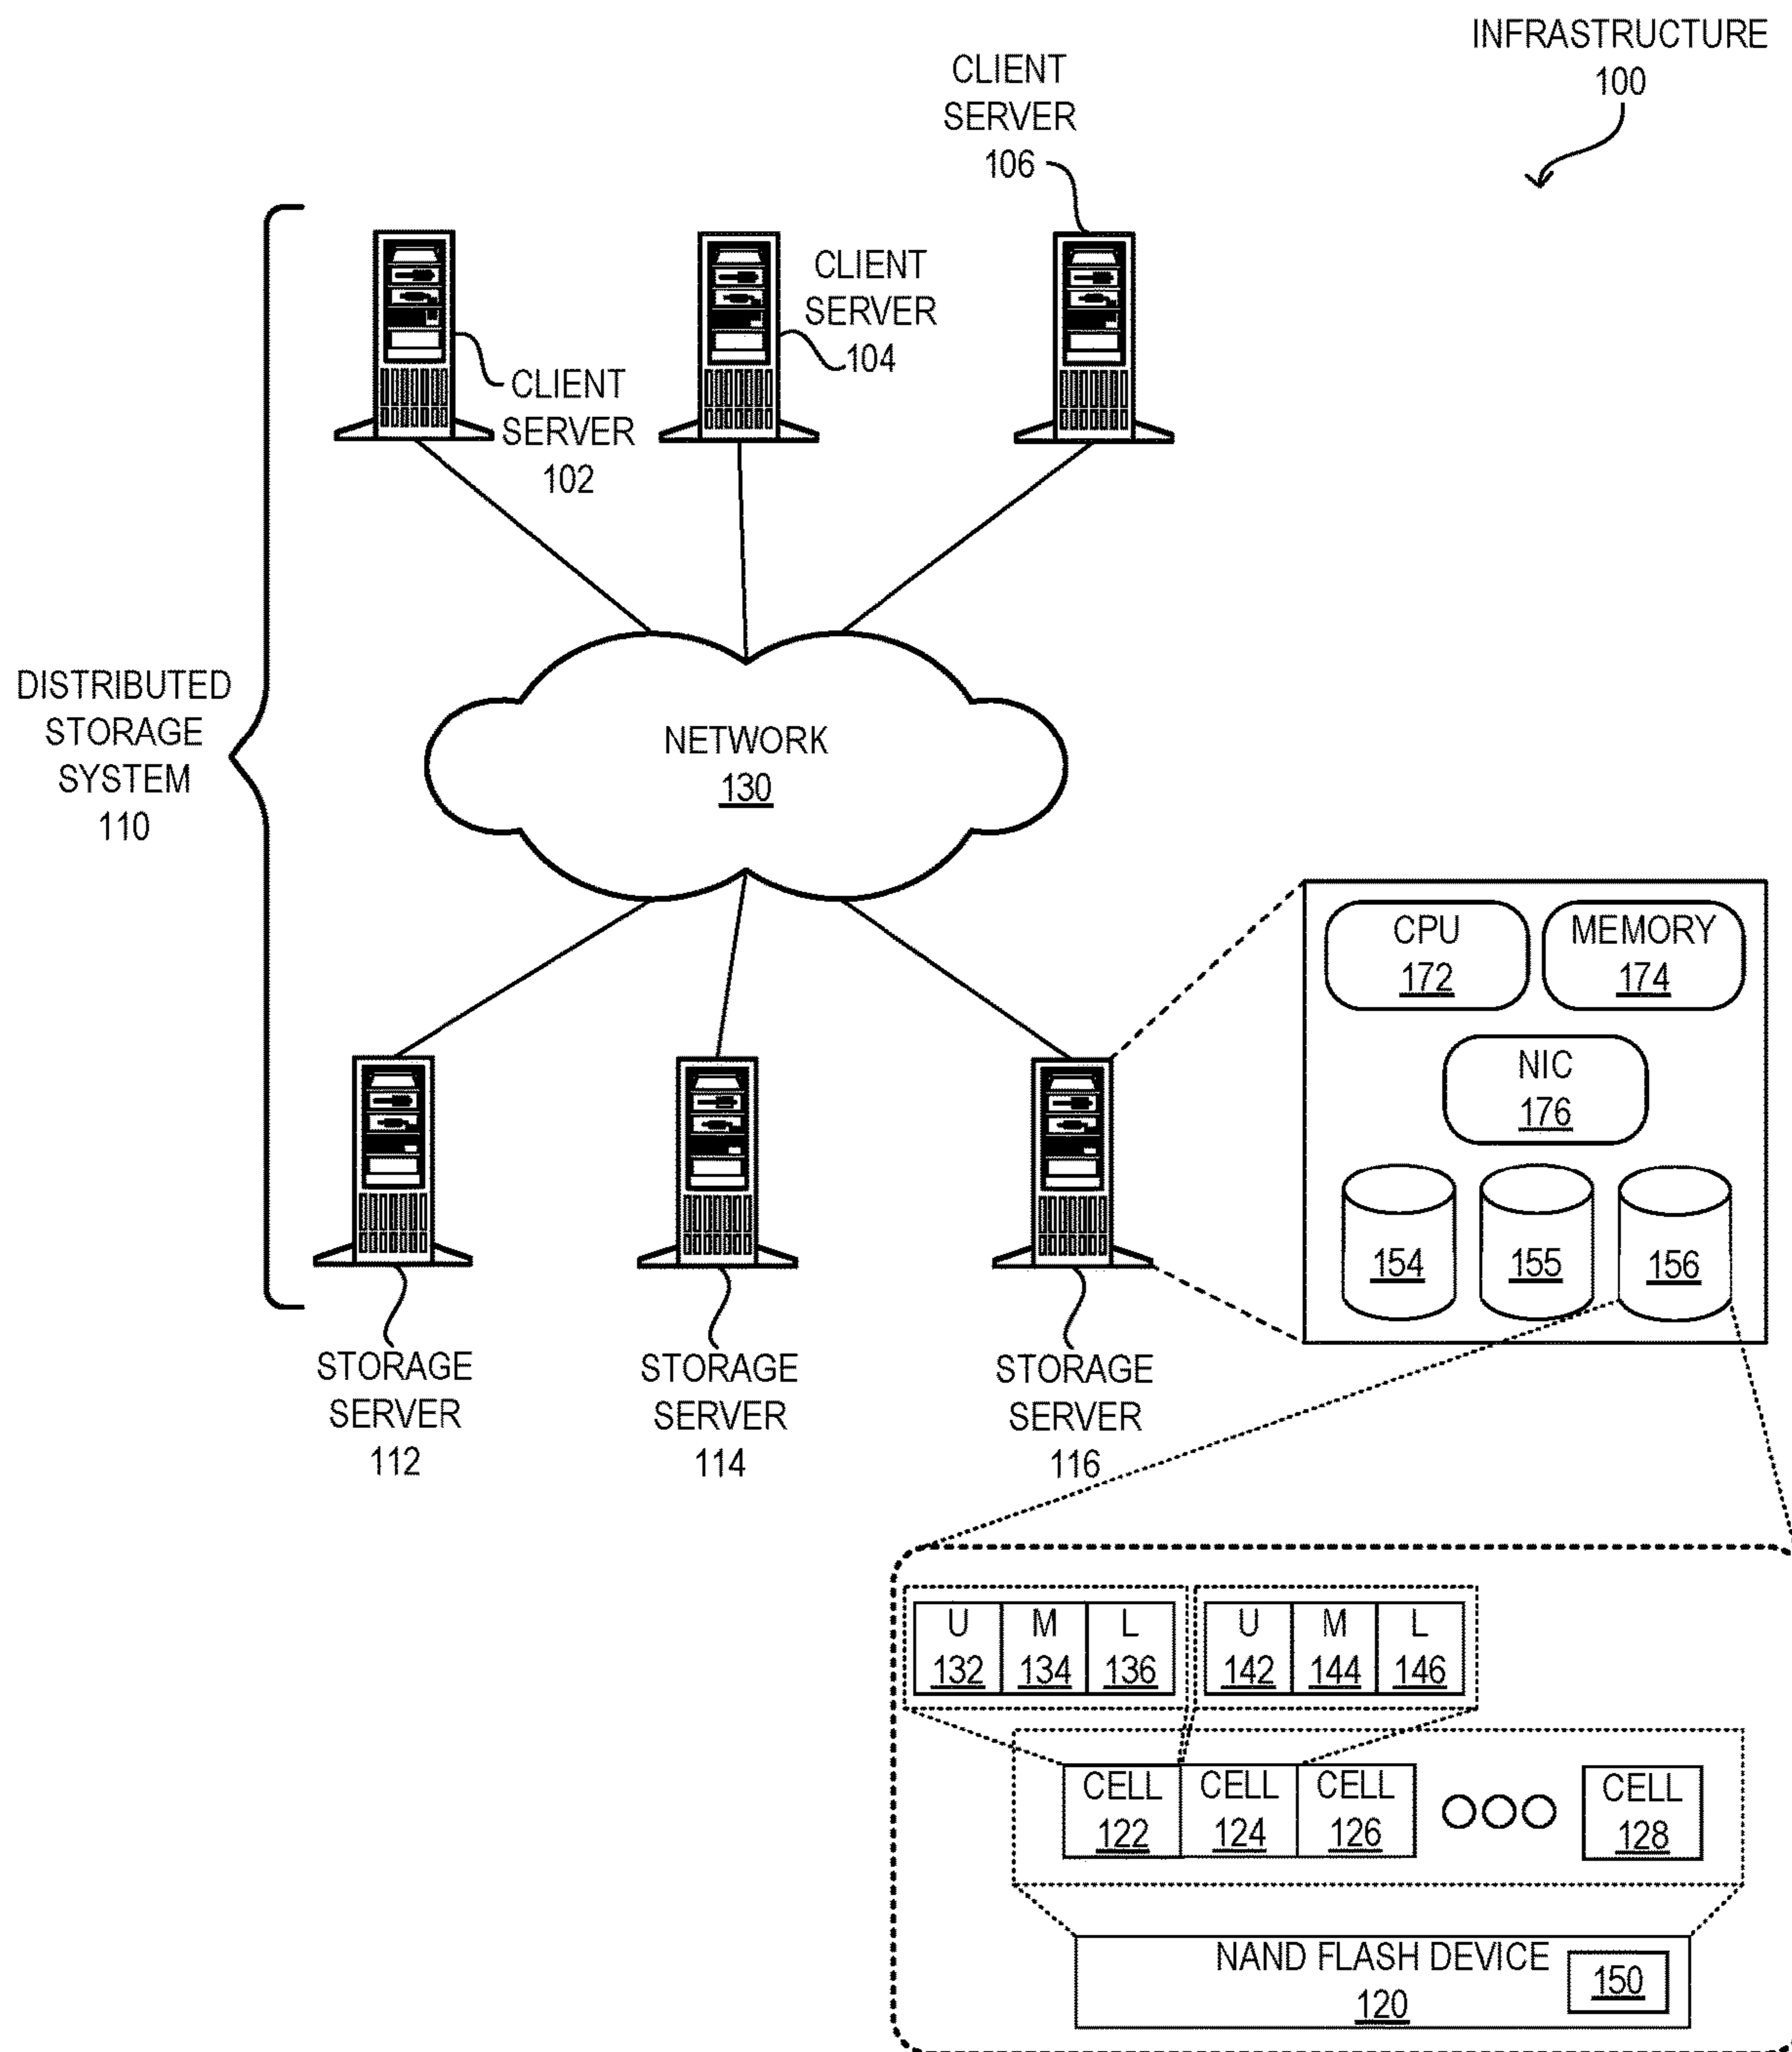 INFRASTRUCTURE
100
CLIENT
SERVER
106
CLIENT
SERVER
104
CLIENT
SERVER
102
DISTRIBUTED
STORAGE
SYSTEM
110
NETWORK
130
CPU
172
MEMORY
174
NIC
176
154
155
156
STORAGE
SERVER
112
STORAGE
SERVER
114
STORAGE
SERVER
116
U
132
M
134
L
136
U
142
M
144
L
146
CELL
122
CELL
124
CELL
126
CELL
128
NAND FLASH DEVICE
120
150